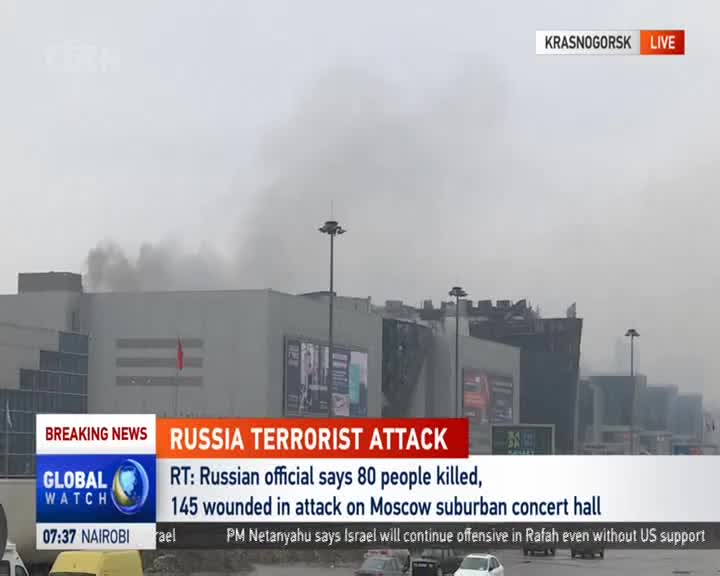 KRASNOGORSK LIVE
CGTN
BREAKING NEWS
RUSSIA TERRORIST ATTACK
GLOBAL
WATCH
RT: Russian official says 80 people killed,
145 wounded in attack on Moscow suburban concert hall
07:37 NAIROBI
rael PM Netanyahu says Israel will continue offensive in Rafah even without US support